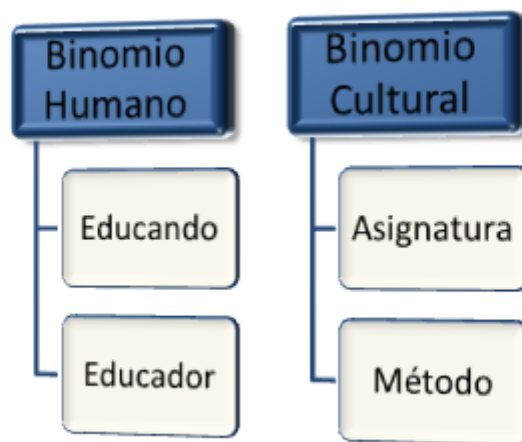 Binomio
Humano
Educando
Educador
Binomio
Cultural
Asignatura
Método